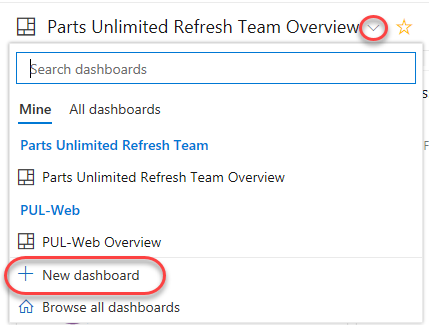 Parts Unlimited Refresh Team Overview
Search dashboards
Mine All dashboards
Parts Unlimited Refresh Team
Parts Unlimited Refresh Team Overview
PUL-Web
PUL-Web Overview
New dashboard
Browse all dashboards